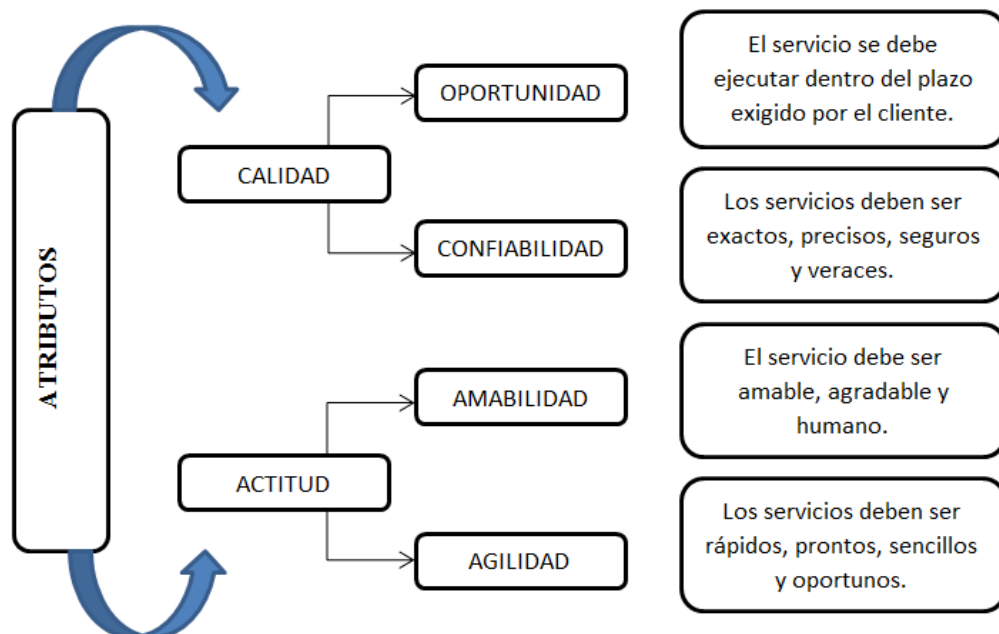 ATRIBUTOS
CALIDAD
OPORTUNIDAD
El servicio se debe
ejecutar dentro del plazo
exigido por el cliente.
CONFIABILIDAD
Los servicios deben ser
exactos, precisos, seguros
y veraces.
ACTITUD
AMABILIDAD
El servicio debe ser
amable, agradable y
humano.
AGILIDAD
Los servicios deben ser
rápidos, prontos, sencillos
y oportunos.